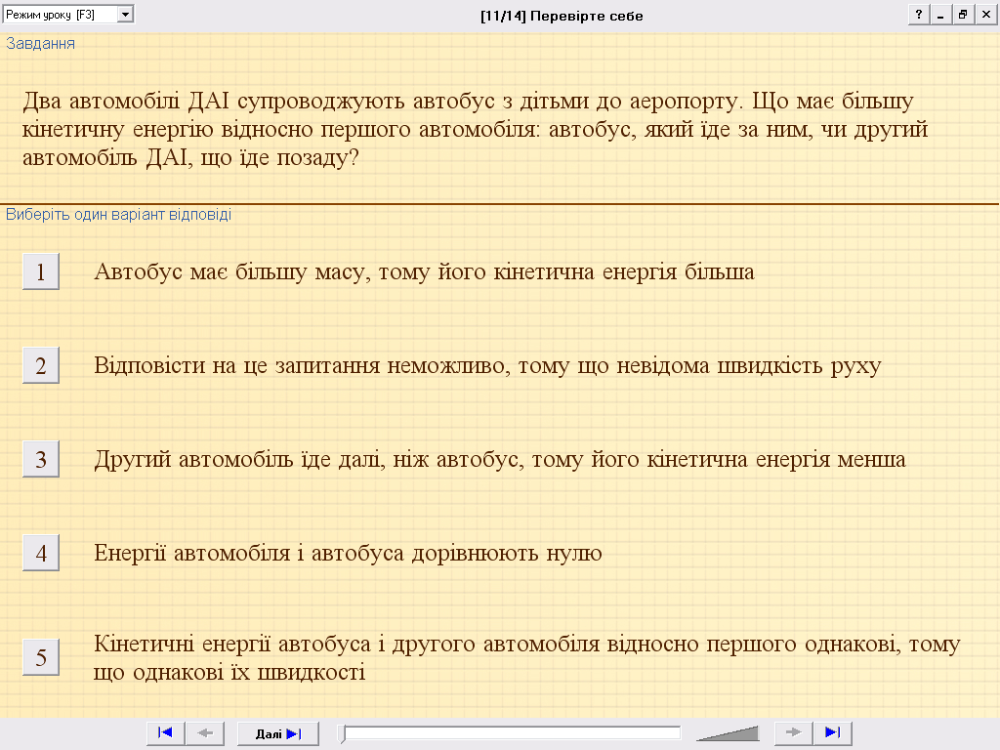 Режим уроку [F3]
[11/14] Перевірте себе
Завдання
Два автомобілі ДАІ супроводжують автобус з дітьми до аеропорту. Що має більшу
кінетичну енергію відносно першого автомобіля: автобус, який їде за ним, чи другий
автомобіль ДАІ, що їде позаду?
Виберіть один варіант відповіді
1 Автобус має більшу масу, тому його кінетична енергія більша
2 Відповісти на це запитання неможливо, тому що невідома швидкість руху
3 Другий автомобіль їде далі, ніж автобус, тому його кінетична енергія менша
4 Енергії автомобіля і автобуса дорівнюють нулю
5 Кінетичні енергії автобуса і другого автомобіля відносно першого однакові, тому
що однакові їх швидкості
Далі